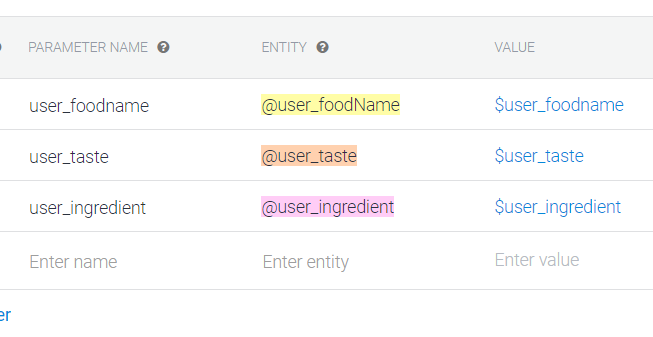 PARAMETER NAME ENTITY VALUE
user_foodname @user_foodName $user_foodname
user_taste @user_taste $user_taste
user_ingredient @user_ingredient $user_ingredient
Enter name Enter entity Enter value
er